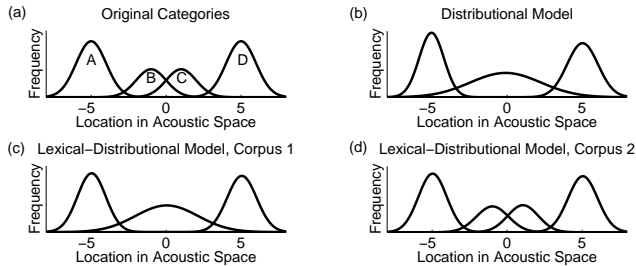 (a) Original Categories
Frequency
A
B
C
D
−5 0 5
Location in Acoustic Space
(b) Distributional Model
Frequency
−5 0 5
Location in Acoustic Space
(c) Lexical−Distributional Model, Corpus 1
Frequency
−5 0 5
Location in Acoustic Space
(d) Lexical−Distributional Model, Corpus 2
Frequency
−5 0 5
Location in Acoustic Space